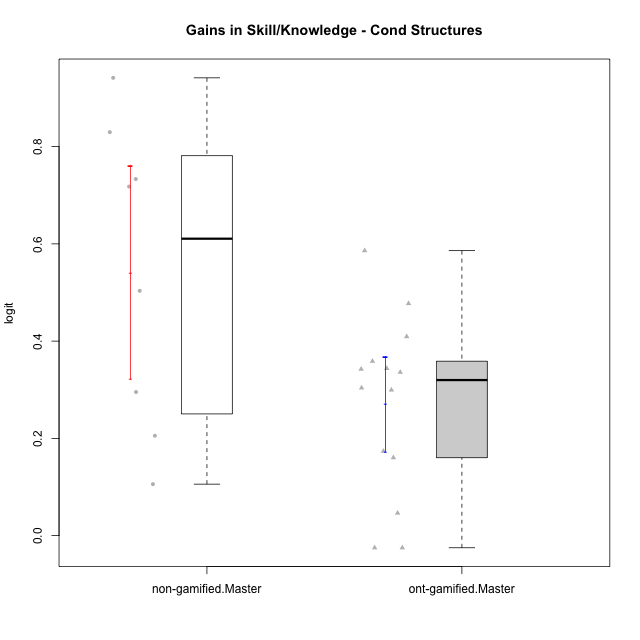 Gains in Skill/Knowledge - Cond Structures
logit
0.8
0.6
0.4
0.2
0.0
non-gamified.Master
ont-gamified.Master